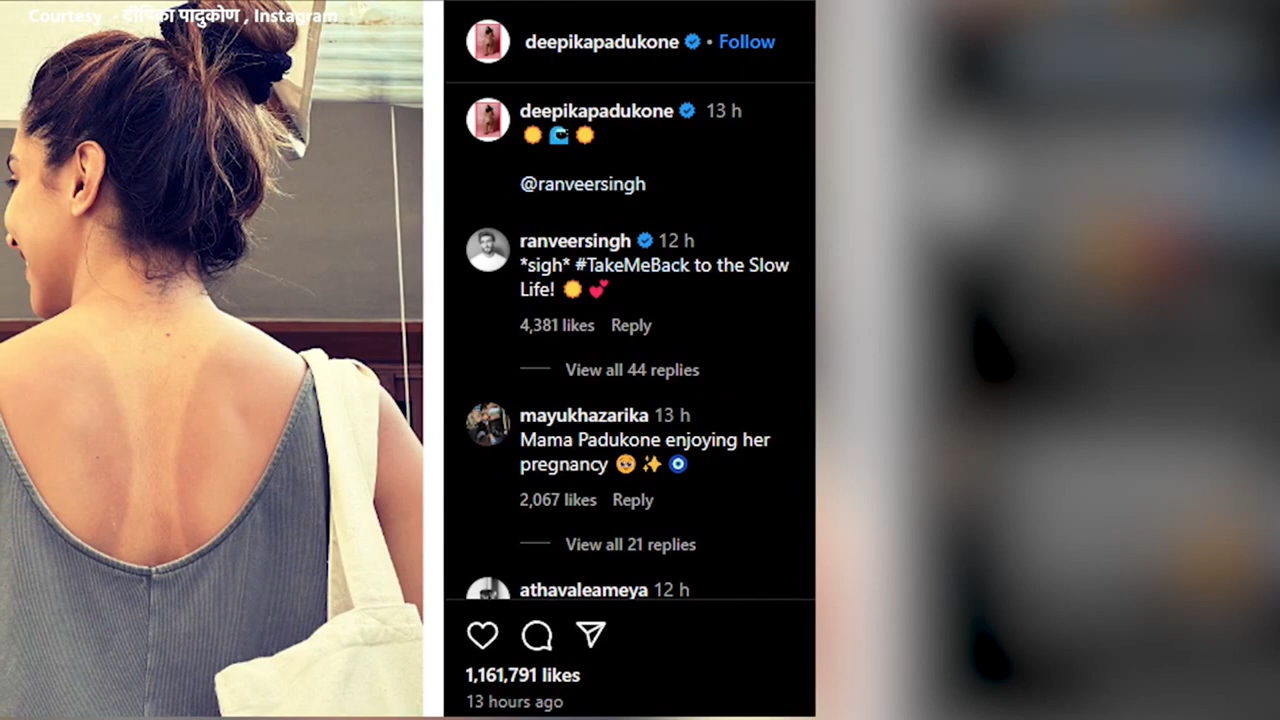 Courtesy - दीपिका पादुकोण , Instagram
deepikapadukone • Follow
deepikapadukone 13 h
@ranveersingh
ranveersingh 12 h
*sigh* #TakeMeBack to the Slow
Life!
4,381 likes Reply
View all 44 replies
mayukhazarika 13 h
Mama Padukone enjoying her
pregnancy
2,067 likes Reply
View all 21 replies
athavaleameya 12 h
1,161,791 likes
13 hours ago